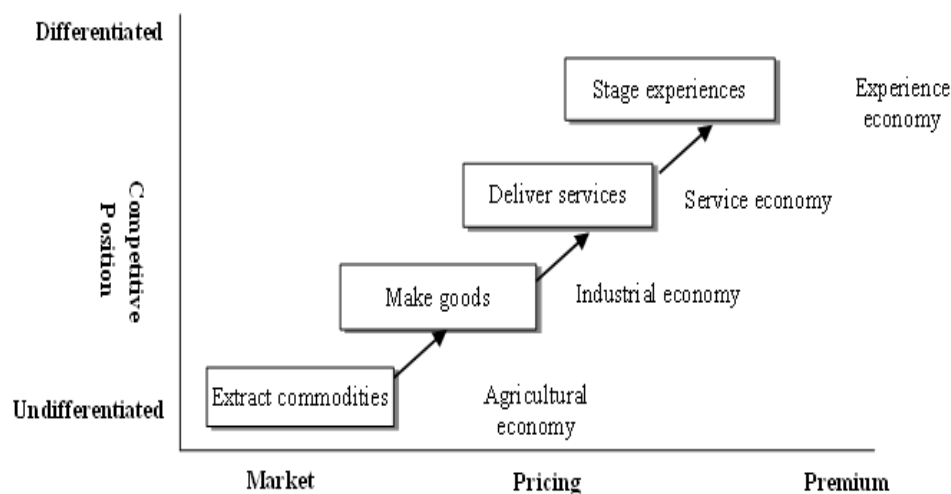 Differentiated
Stage experiences
Experience
economy
Deliver services
Service economy
Competitive
Position
Make goods
Industrial economy
Extract commodities
Agricultural
economy
Undifferentiated
Market
Pricing
Premium